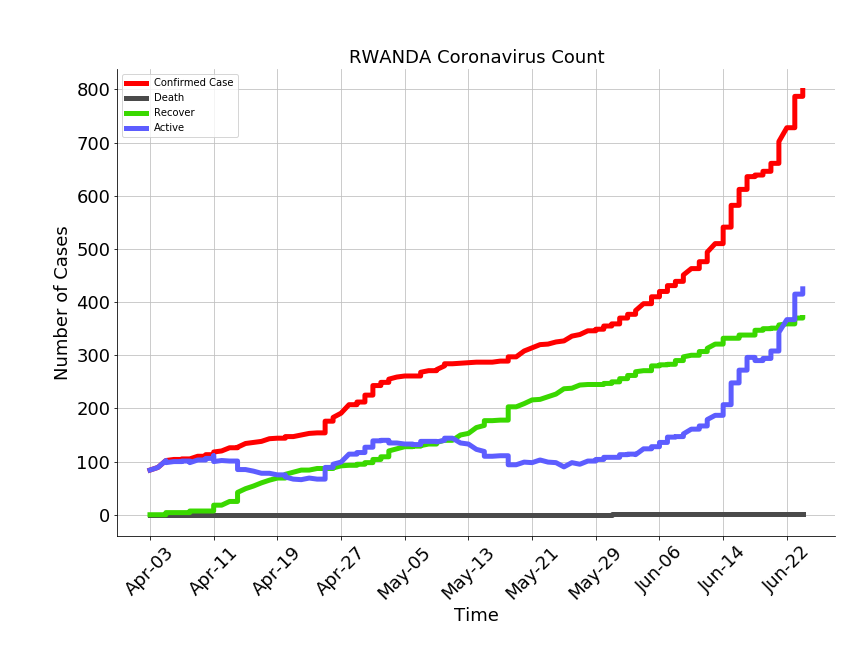 RWANDA Coronavirus Count
Confirmed Case
Death
Recover
Active
Number of Cases
800
700
600
500
400
300
200
100
0
Apr-03
Apr-11
Apr-19
Apr-27
May-05
May-13
May-21
May-29
Jun-06
Jun-14
Jun-22
Time